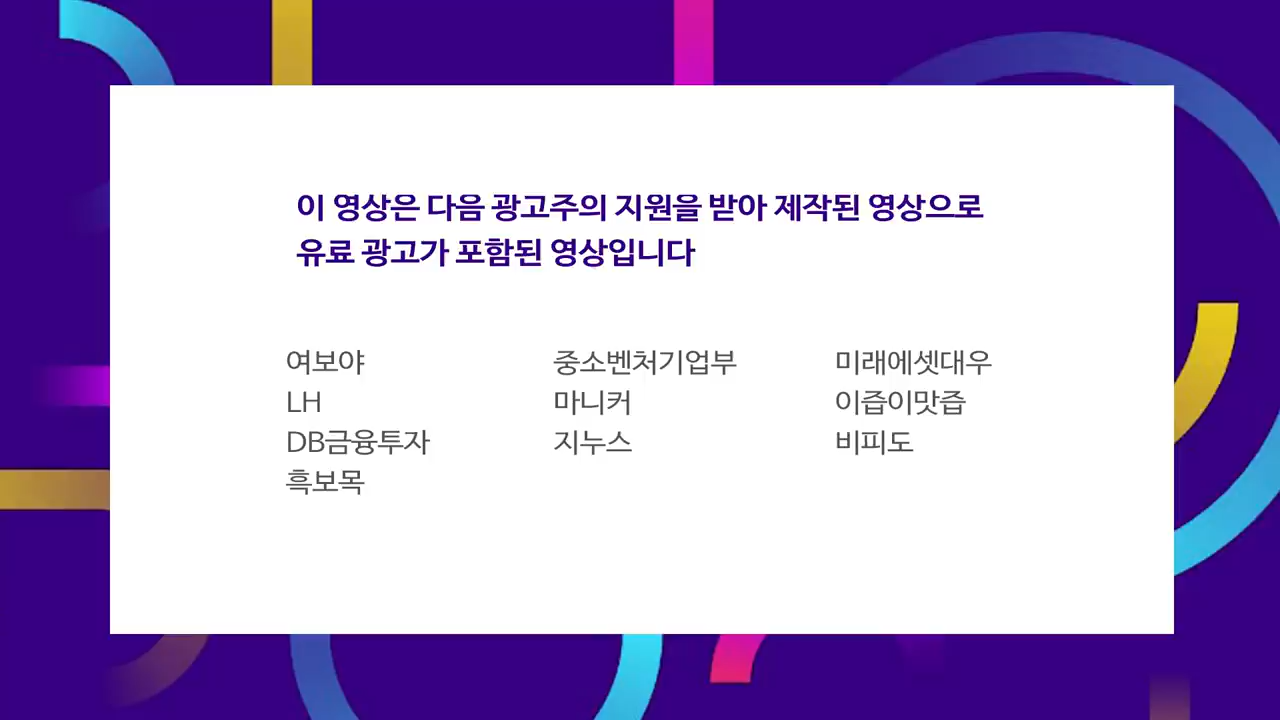 이 영상은 다음 광고주의 지원을 받아 제작된 영상으로
유료 광고가 포함된 영상입니다
여보야 중소벤처기업부 미래에셋대우
LH 마니커 이즙이맛즙
DB금융투자 지누스 비피도
흑보목